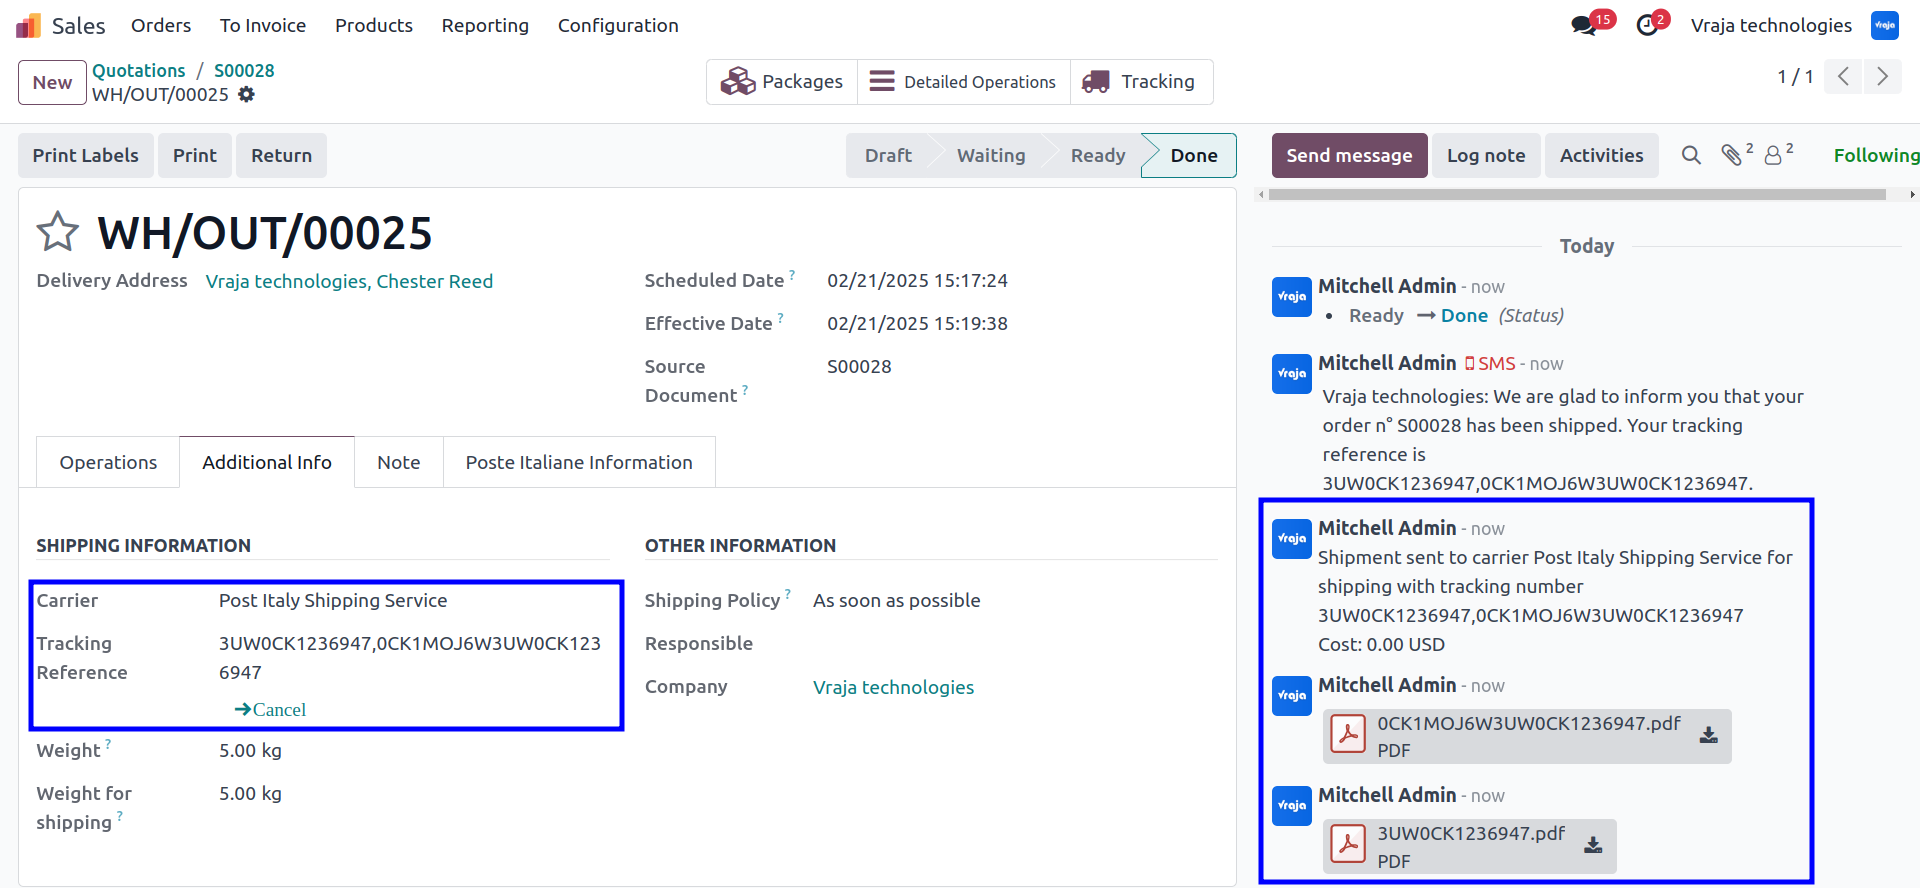 Sales Orders To Invoice Products Reporting Configuration 15 2 Vraja technologies vraja
New Quotations / S00028
WH/OUT/00025
Packages Detailed Operations Tracking
1 / 1
Print Labels Print Return
Draft Waiting Ready Done
Send message Log note Activities 2 2 Following
WH/OUT/00025
Delivery Address Vraja technologies, Chester Reed
Scheduled Date ? 02/21/2025 15:17:24
Effective Date ? 02/21/2025 15:19:38
Source S00028
Document ?
Operations Additional Info Note Poste Italiane Information
SHIPPING INFORMATION
Carrier Post Italy Shipping Service
Tracking 3UW0CK1236947,0CK1MOJ6W3UW0CK123
Reference 6947
Cancel
Weight ? 5.00 kg
Weight for 5.00 kg
shipping ?
OTHER INFORMATION
Shipping Policy ? As soon as possible
Responsible
Company Vraja technologies
Today
vraja Mitchell Admin - now
• Ready → Done (Status)
vraja Mitchell Admin SMS - now
Vraja technologies: We are glad to inform you that your
order n° S00028 has been shipped. Your tracking
reference is
3UW0CK1236947,0CK1MOJ6W3UW0CK1236947.
vraja Mitchell Admin - now
Shipment sent to carrier Post Italy Shipping Service for
shipping with tracking number
3UW0CK1236947,0CK1MOJ6W3UW0CK1236947
Cost: 0.00 USD
vraja Mitchell Admin - now
0CK1MOJ6W3UW0CK1236947.pdf
PDF
vraja Mitchell Admin - now
3UW0CK1236947.pdf
PDF